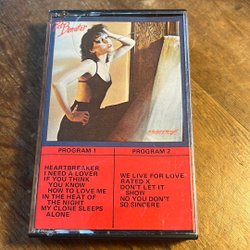 Pat Benatar
PROGRAM 1
HEARTBREAKER
I NEED A LOVER
IF YOU THINK
YOU KNOW
HOW TO LOVE ME
IN THE HEAT OF
THE NIGHT
MY CLONE SLEEPS
ALONE
PROGRAM 2
WE LIVE FOR LOVE
RATED X
DON'T LET IT
SHOW
NO YOU DON'T
SO SINCERE